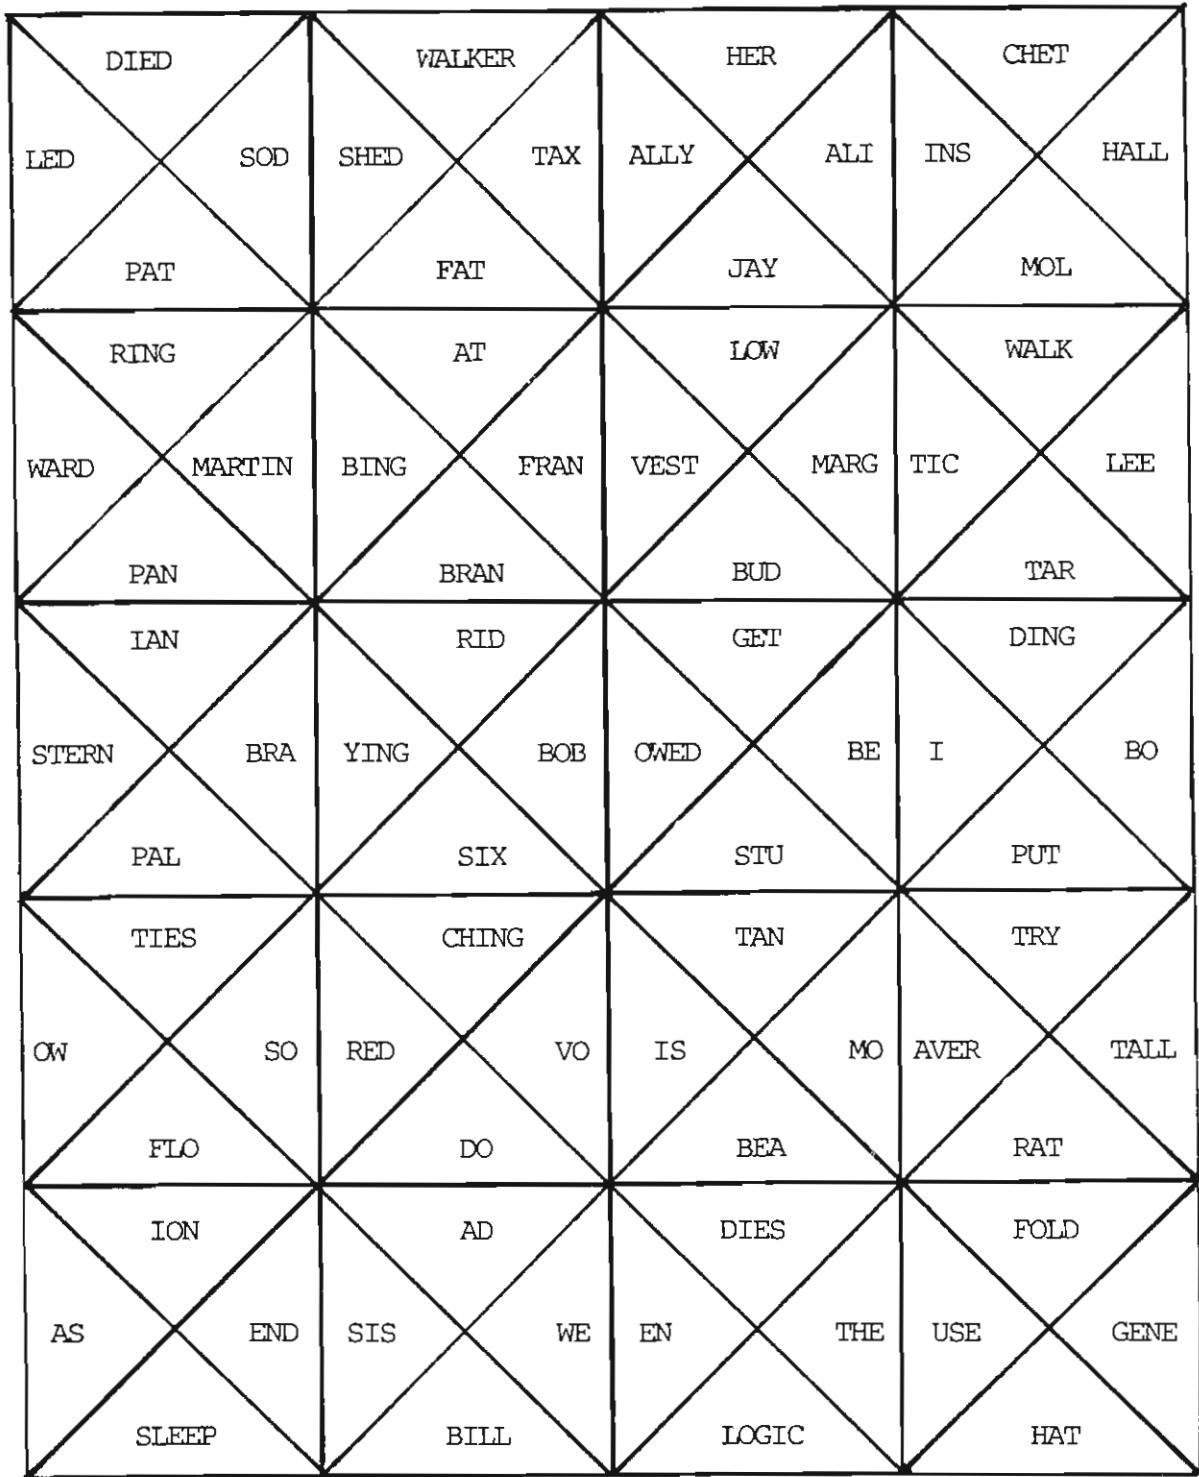 DIED WALKER HER CHET
LED SOD SHED TAX ALLY ALI INS HALL
PAT FAT JAY MOL
RING AT LOW WALK
WARD MARTIN BING FRAN VEST MARG TIC LEE
PAN BRAN BUD TAR
IAN RID GET DING
STERN BRA YING BOB OWED BE I BO
PAL SIX STU PUT
TIES CHING TAN TRY
OW SO RED VO IS MO AVER TALL
FLO DO BEA RAT
ION AD DIES FOLD
AS END SIS WE EN THE USE GENE
SLEEP BILL LOGIC HAT